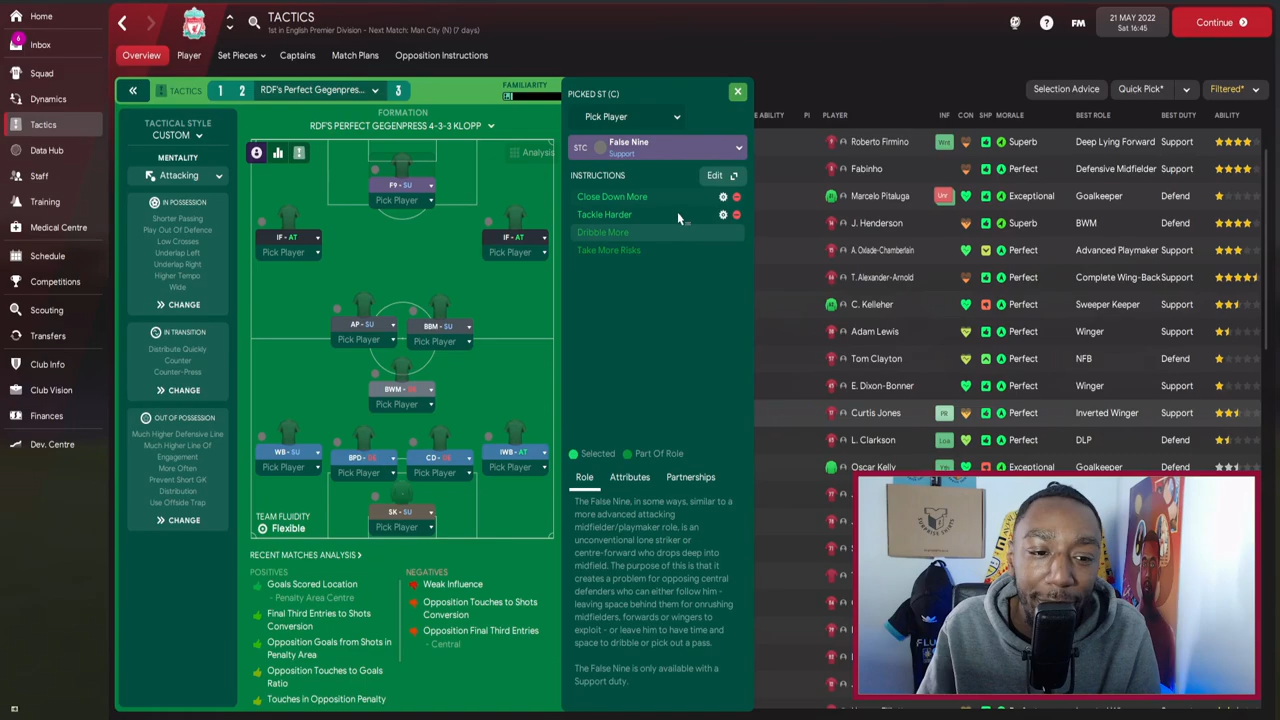 Home
6
Inbox
Squad
Dynamics
Tactics
Data Hub
Staff
Training
Medical Centre
Schedule
Competitions
Scouting
Transfers
Club Info
Club Vision
Finances
Dev. Centre
TACTICS
1st in English Premier Division - Next Match: Man City (N) (7 days)
FM
21 MAY 2022
Sat 16:45
Continue
Overview
Player
Set Pieces
Captains
Match Plans
Opposition Instructions
TACTICS
1
2
RDF's Perfect Gegenpres...
3
FAMILIARITY
TACTICAL STYLE
CUSTOM
MENTALITY
Attacking
IN POSSESSION
Shorter Passing
Play Out Of Defence
Low Crosses
Underlap Left
Underlap Right
Higher Tempo
Wide
CHANGE
IN TRANSITION
Distribute Quickly
Counter
Counter-Press
CHANGE
OUT OF POSSESSION
Much Higher Defensive Line
Much Higher Line Of
Engagement
More Often
Prevent Short GK
Distribution
Use Offside Trap
CHANGE
FORMATION
RDF'S PERFECT GEGENPRESS 4-3-3 KLOPP
Analysis
F9 - SU
Pick Player
IF - AT
Pick Player
IF - AT
Pick Player
AP - SU
Pick Player
BBM - SU
Pick Player
BWM - DE
Pick Player
WB - SU
Pick Player
BPD - DE
Pick Player
CD - DE
Pick Player
IWB - AT
Pick Player
SK - SU
Pick Player
TEAM FLUIDITY
Flexible
RECENT MATCHES ANALYSIS
POSITIVES
Goals Scored Location
- Penalty Area Centre
Final Third Entries to Shots
Conversion
Opposition Goals from Shots in
Penalty Area
Opposition Touches to Goals
Ratio
Touches in Opposition Penalty
NEGATIVES
Weak Influence
Opposition Touches to Shots
Conversion
Opposition Final Third Entries
- Central
PICKED ST (C)
Pick Player
STC
False Nine
Support
INSTRUCTIONS
Edit
Close Down More
Tackle Harder
Dribble More
Take More Risks
Selected
Part Of Role
Role
Attributes
Partnerships
The False Nine, in some ways, similar to a
more advanced attacking
midfielder/playmaker role, is an
unconventional lone striker or
centre-forward who drops deep into
midfield. The purpose of this is that it
creates a problem for opposing central
defenders who can either follow him -
leaving space behind them for onrushing
midfielders, forwards or wingers to
exploit - or leave him to have time and
space to dribble or pick out a pass.
The False Nine is only available with a
Support duty.
Selection Advice
Quick Pick*
Filtered*
E ABILITY
PI
PLAYER
INF
CON
SHP
MORALE
BEST ROLE
BEST DUTY
ABILITY
Roberto Firmino Wnt Superb Deep Lying Forward Support
Fabinho Perfect Defensive Midfielder Support
Marcelo Pitaluga Unr Exceptional Goalkeeper Defend
J. Henderson Superb BWM Defend
A. Oxlade-Chamberlain Perfect Advanced Playmaker Support
T. Alexander-Arnold Perfect Complete Wing-Back Support
C. Kelleher Perfect Sweeper Keeper Support
Adam Lewis Perfect Winger Support
Tom Clayton Perfect NFB Defend
E. Dixon-Bonner Perfect Winger Support
Curtis Jones PR Perfect Inverted Winger Support
L. Clarkson Loa Perfect DLP Support
Oscar Kelly Yth Exceptional Goalkeeper Defend
SURPRISE SHIRTS